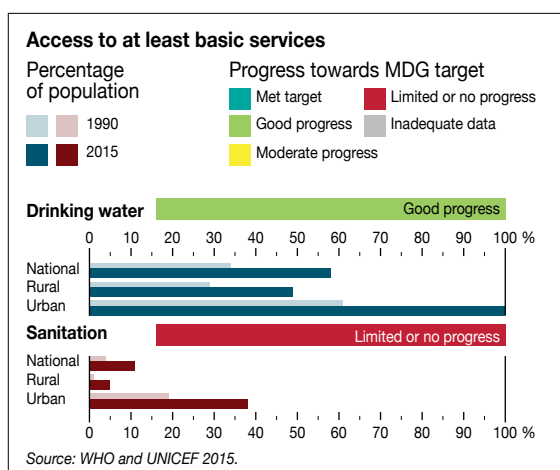 Access to at least basic services
Percentage
of population
1990
2015
Progress towards MDG target
Met target
Limited or no progress
Good progress
Inadequate data
Moderate progress
Drinking water
Good progress
0 10 20 30 40 50 60 70 80 90 100 %
National
Rural
Urban
Sanitation
Limited or no progress
National
Rural
Urban
0 10 20 30 40 50 60 70 80 90 100 %
Source: WHO and UNICEF 2015.